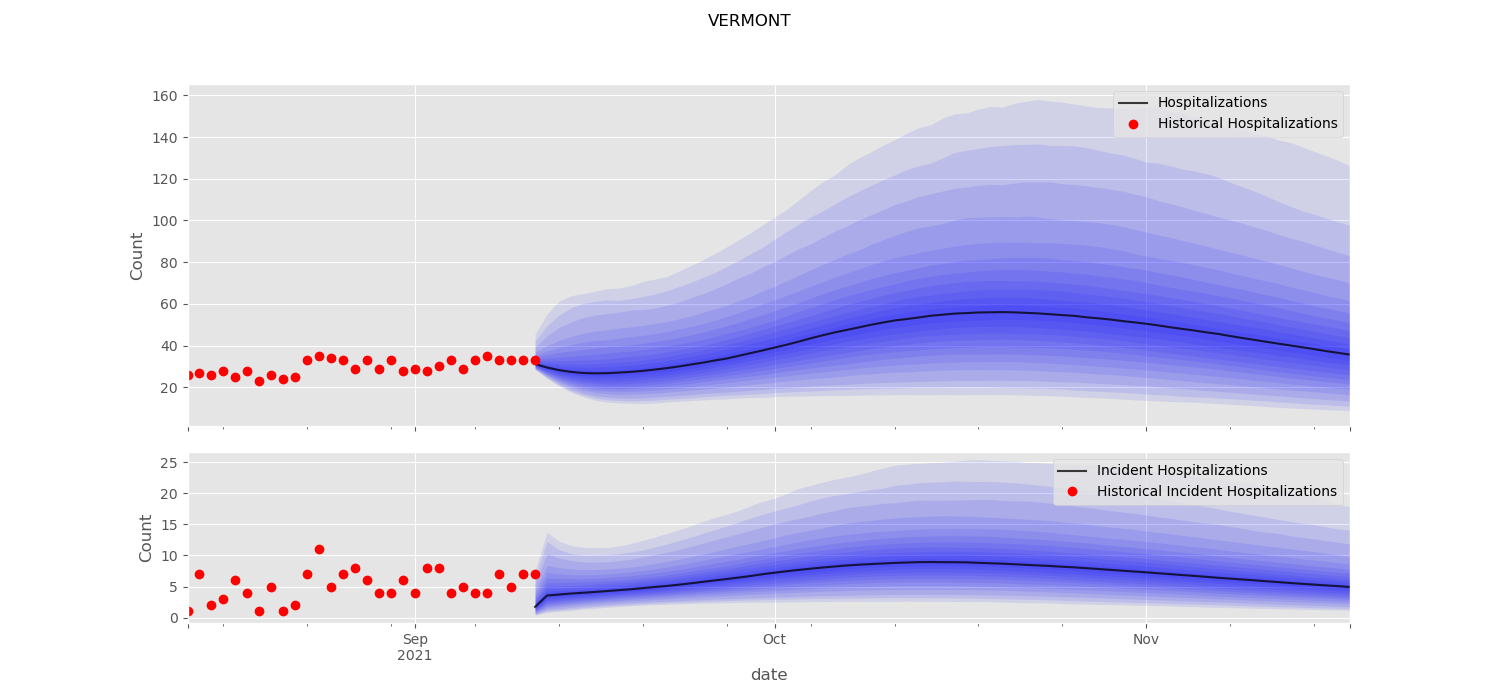 VERMONT
160
140
120
100
80
60
40
20
Count
Hospitalizations
Historical Hospitalizations
25
20
15
10
5
0
Count
Incident Hospitalizations
Historical Incident Hospitalizations
Sep
2021
Oct
Nov
date